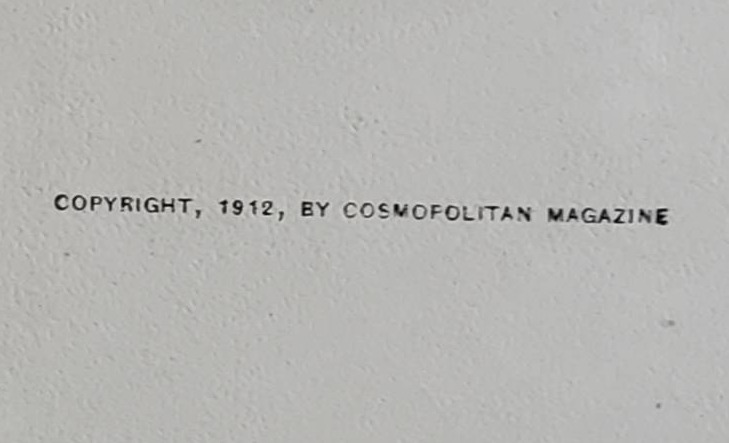 COPYRIGHT, 1912, BY COSMOPOLITAN MAGAZINE